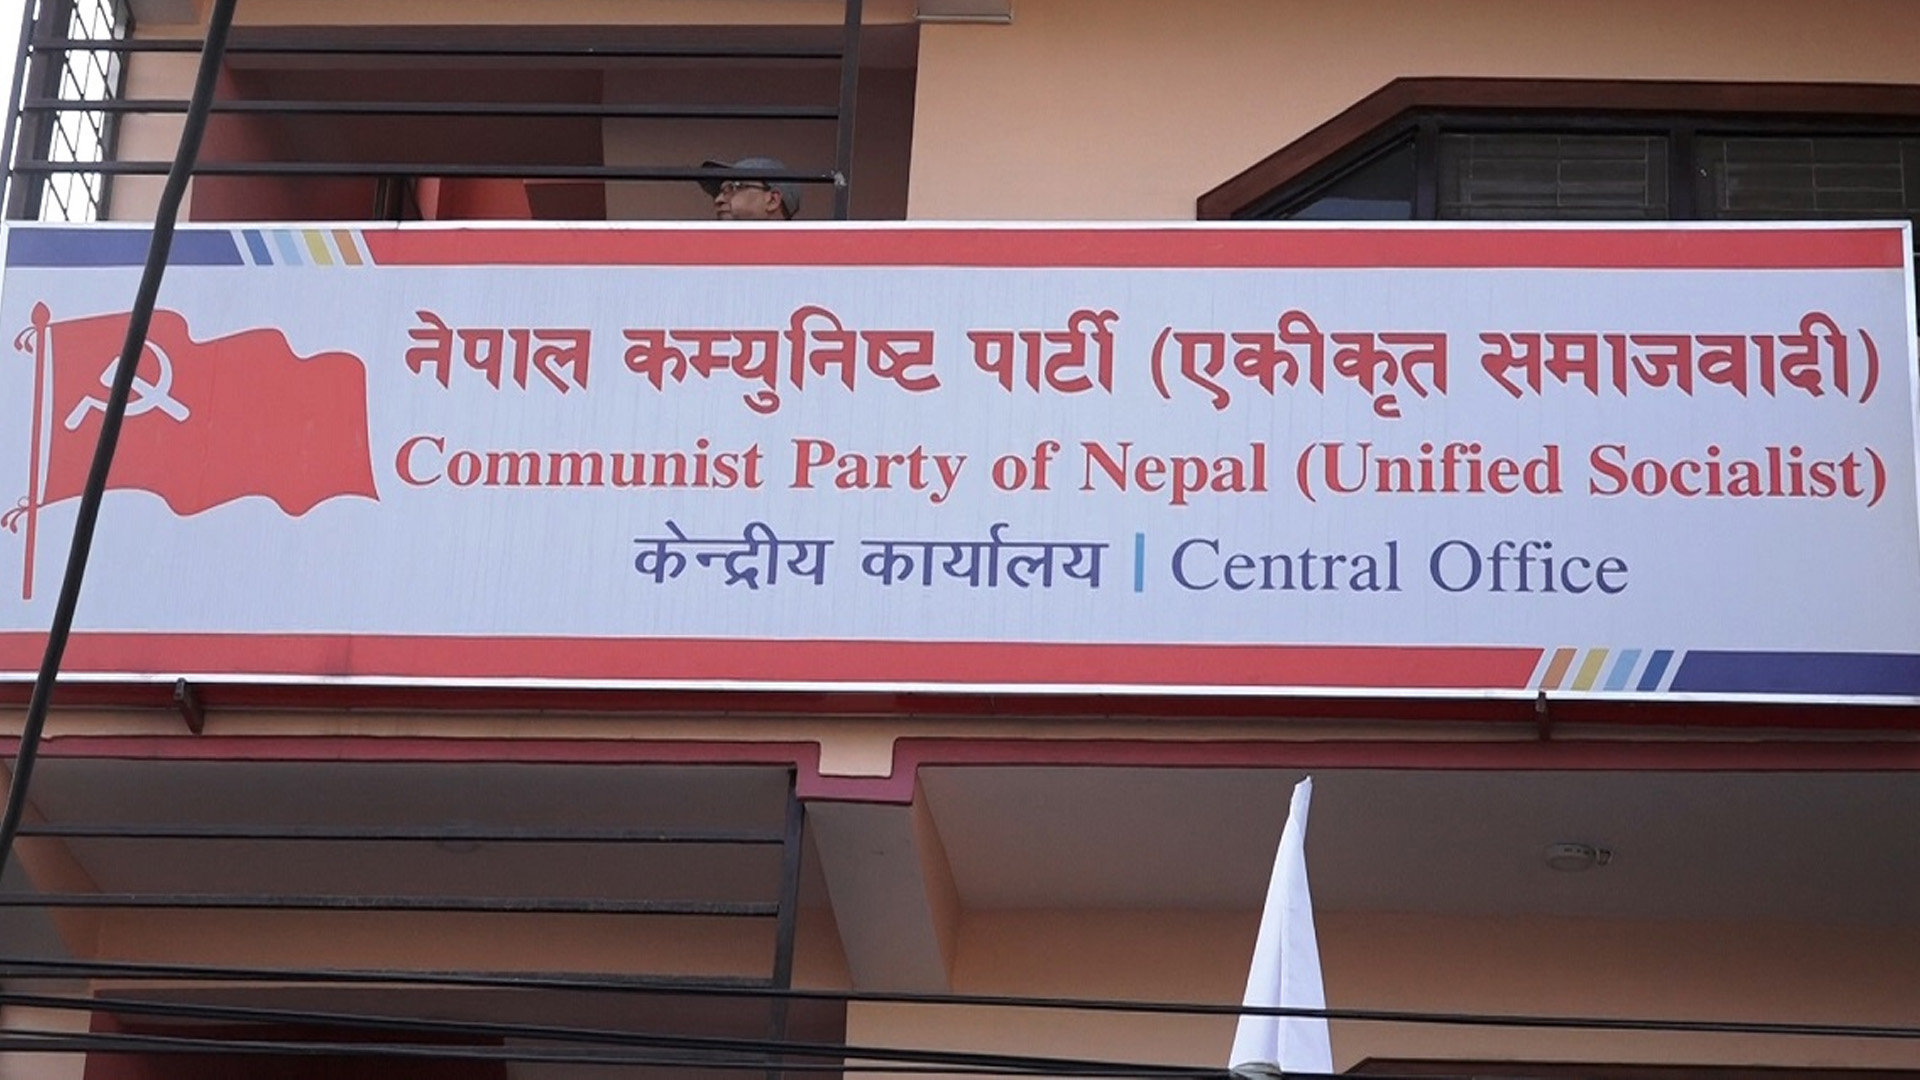 नेपाल कम्युनिष्ट पार्टी (एकीकृत समाजवादी)
Communist Party of Nepal (Unified Socialist)
केन्द्रीय कार्यालय | Central Office